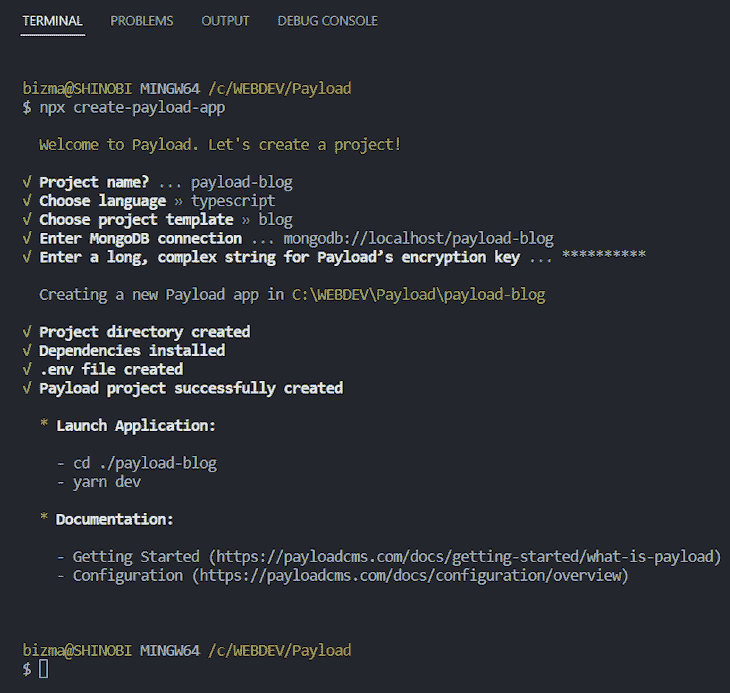 TERMINAL PROBLEMS OUTPUT DEBUG CONSOLE
bizma@SHINOBI MINGW64 /c/WEBDEV/Payload
$ npx create-payload-app
Welcome to Payload. Let's create a project!
√ Project name? ... payload-blog
√ Choose language » typescript
√ Choose project template » blog
√ Enter MongoDB connection ... mongodb://localhost/payload-blog
√ Enter a long, complex string for Payload’s encryption key ... **********
Creating a new Payload app in C:\WEBDEV\Payload\payload-blog
√ Project directory created
√ Dependencies installed
√ .env file created
√ Payload project successfully created
* Launch Application:
- cd ./payload-blog
- yarn dev
* Documentation:
- Getting Started (https://payloadcms.com/docs/getting-started/what-is-payload)
- Configuration (https://payloadcms.com/docs/configuration/overview)
bizma@SHINOBI MINGW64 /c/WEBDEV/Payload
$